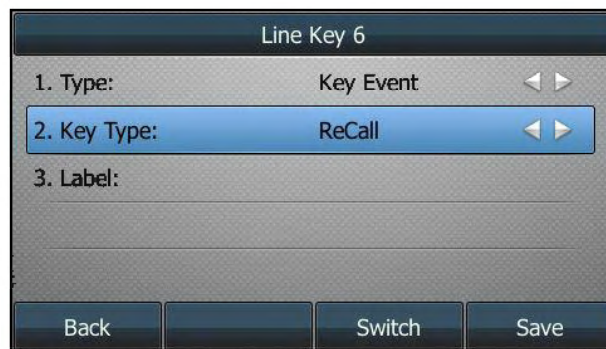 Line Key 6
1. Type: Key Event
2. Key Type: ReCall
3. Label:
Back Switch Save